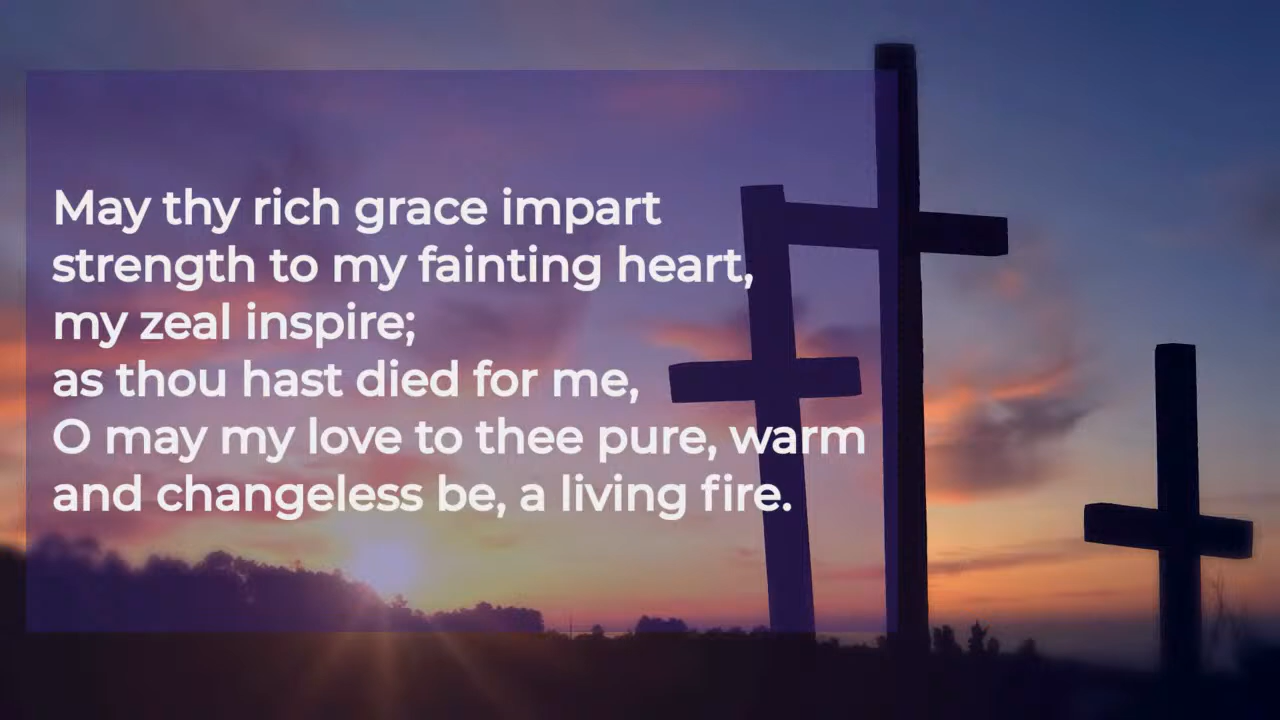 May thy rich grace impart
strength to my fainting heart,
my zeal inspire;
as thou hast died for me,
O may my love to thee pure, warm
and changeless be, a living fire.